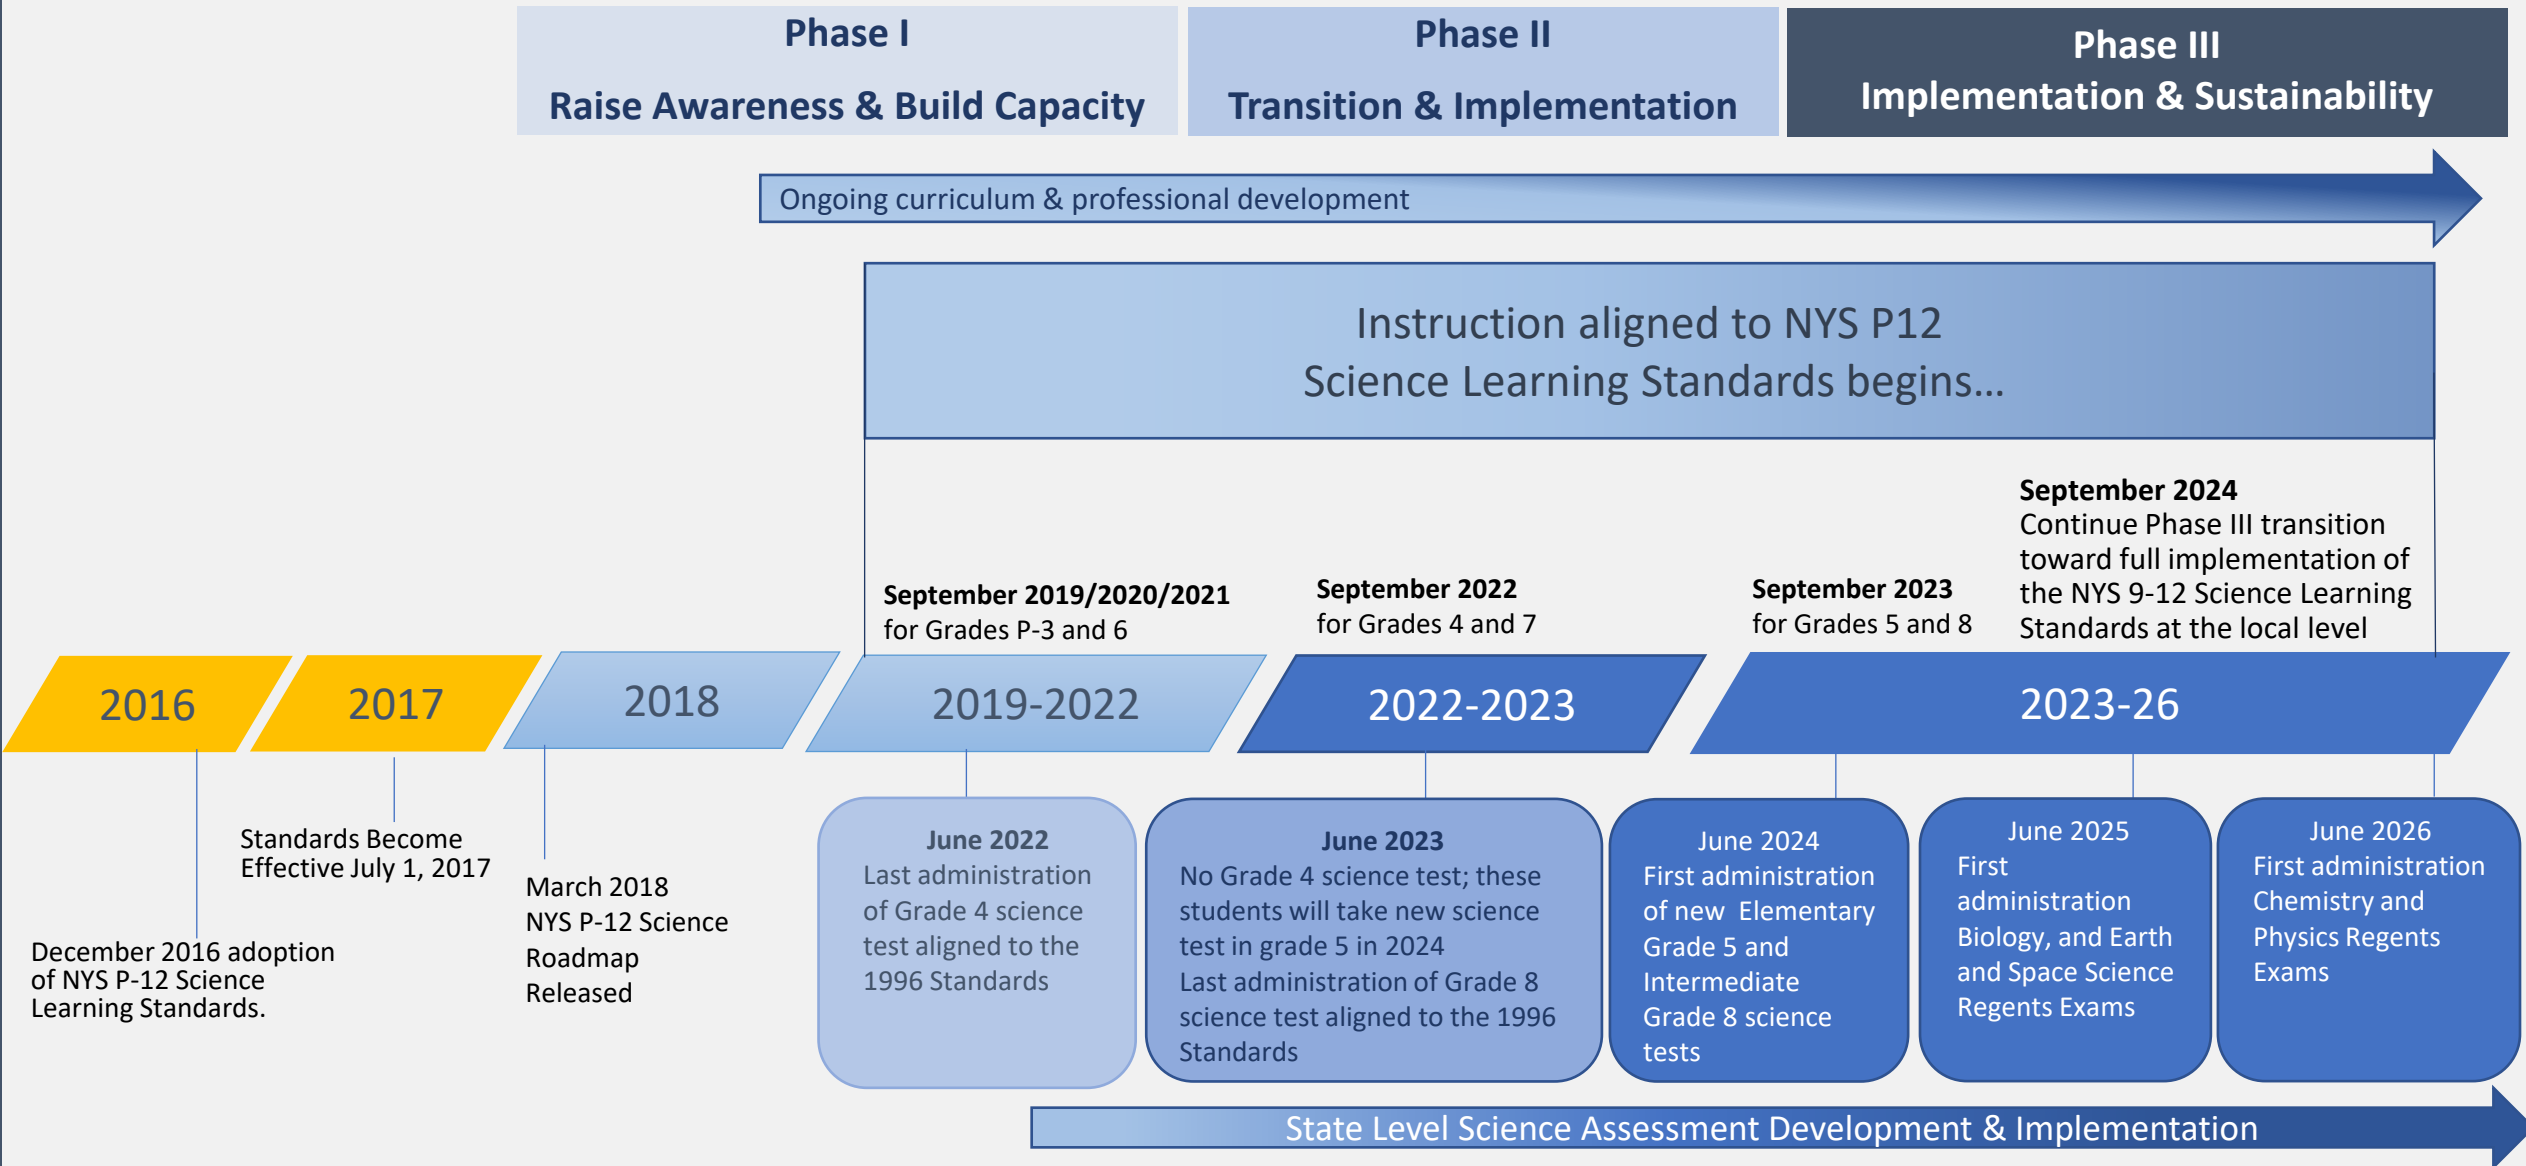 Phase I
Raise Awareness & Build Capacity
Phase II
Transition & Implementation
Phase III
Implementation & Sustainability
Ongoing curriculum & professional development
Instruction aligned to NYS P12
Science Learning Standards begins...
September 2019/2020/2021
for Grades P-3 and 6
September 2022
for Grades 4 and 7
September 2023
for Grades 5 and 8
September 2024
Continue Phase III transition
toward full implementation of
the NYS 9-12 Science Learning
Standards at the local level
2016
2017
2018
2019-2022
2022-2023
2023-26
December 2016 adoption
of NYS P-12 Science
Learning Standards.
Standards Become
Effective July 1, 2017
March 2018
NYS P-12 Science
Roadmap
Released
June 2022
Last administration
of Grade 4 science
test aligned to the
1996 Standards
June 2023
No Grade 4 science test; these
students will take new science
test in grade 5 in 2024
Last administration of Grade 8
science test aligned to the 1996
Standards
June 2024
First administration
of new Elementary
Grade 5 and
Intermediate
Grade 8 science
tests
June 2025
First
administration
Biology, and Earth
and Space Science
Regents Exams
June 2026
First administration
Chemistry and
Physics Regents
Exams
State Level Science Assessment Development & Implementation